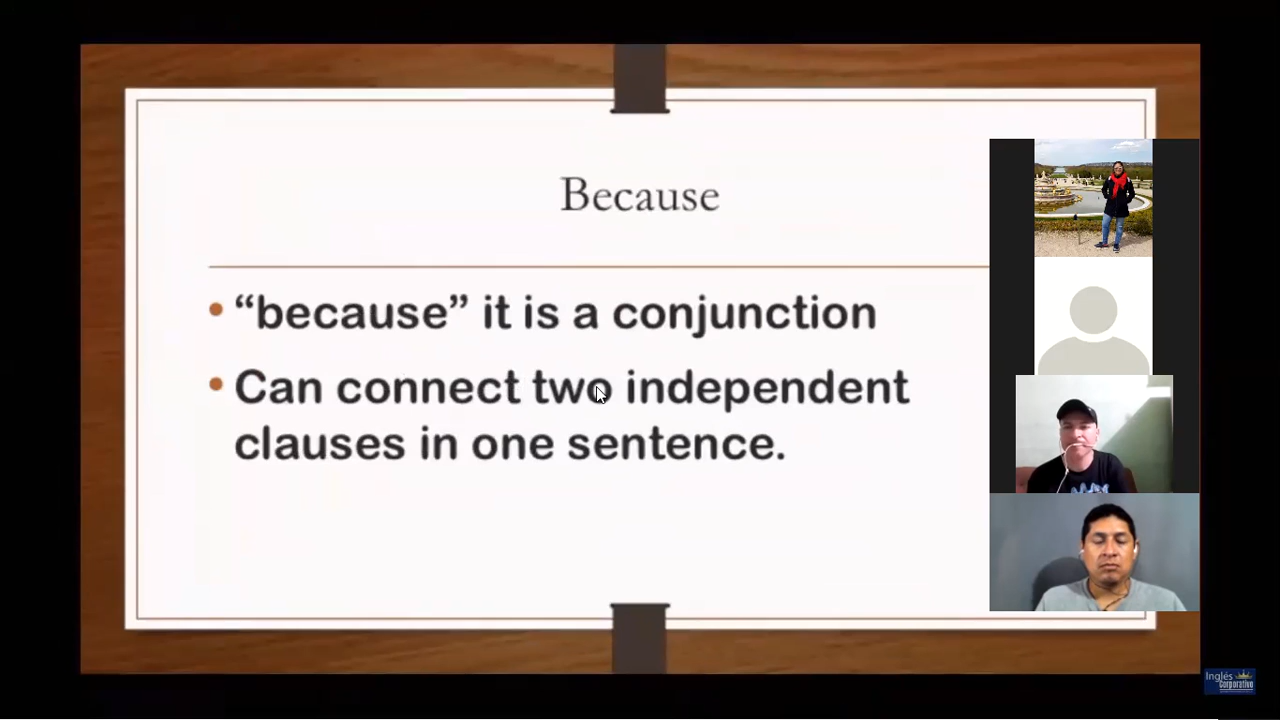 Because
• “because” it is a conjunction
• Can connect two independent
clauses in one sentence.
Inglés
Corporativo